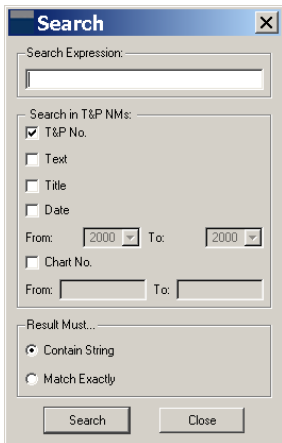 Search
Search Expression:
Search in T&P NMs:
T&P No.
Text
Title
Date
From: 2000 To: 2000
Chart No.
From: To:
Result Must...
Contain String
Match Exactly
Search Close